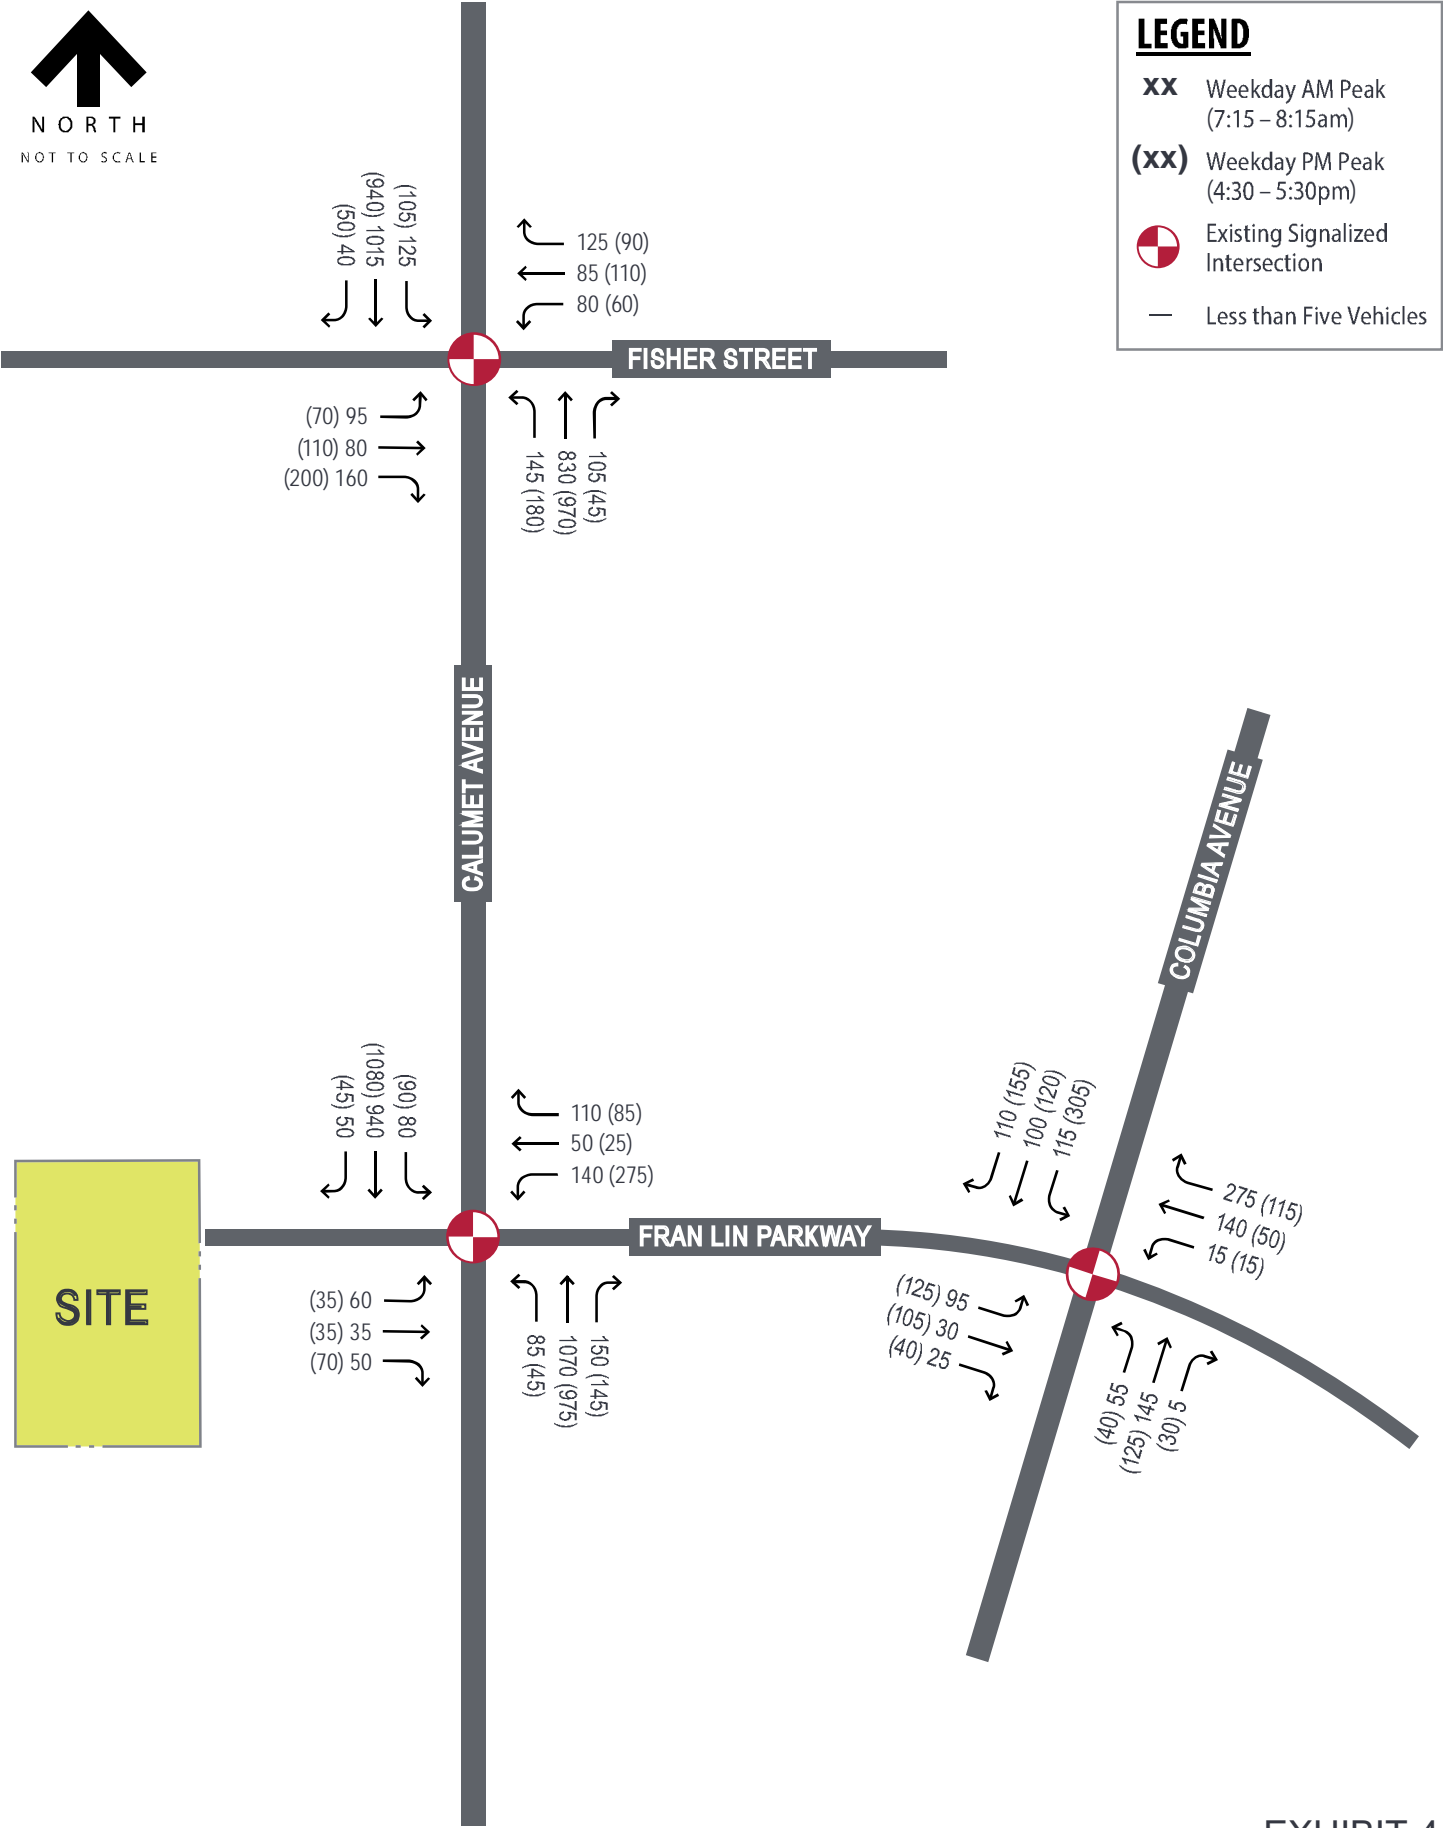 NORTH
NOT TO SCALE
LEGEND
xx Weekday AM Peak
(7:15 – 8:15am)
(xx) Weekday PM Peak
(4:30 – 5:30pm)
Existing Signalized
Intersection
— Less than Five Vehicles
(50) 40
(940) 1015
(105) 125
125 (90)
85 (110)
80 (60)
FISHER STREET
(70) 95
(110) 80
(200) 160
145 (180)
830 (970)
105 (45)
CALUMET AVENUE
COLUMBIA AVENUE
(45) 50
(1080) 940
(90) 80
110 (85)
50 (25)
140 (275)
110 (155)
100 (120)
115 (305)
275 (115)
140 (50)
15 (15)
FRAN LIN PARKWAY
SITE
(35) 60
(35) 35
(70) 50
85 (45)
1070 (975)
150 (145)
(125) 95
(105) 30
(40) 25
(40) 55
(125) 145
(30) 5
EXHIBIT 4